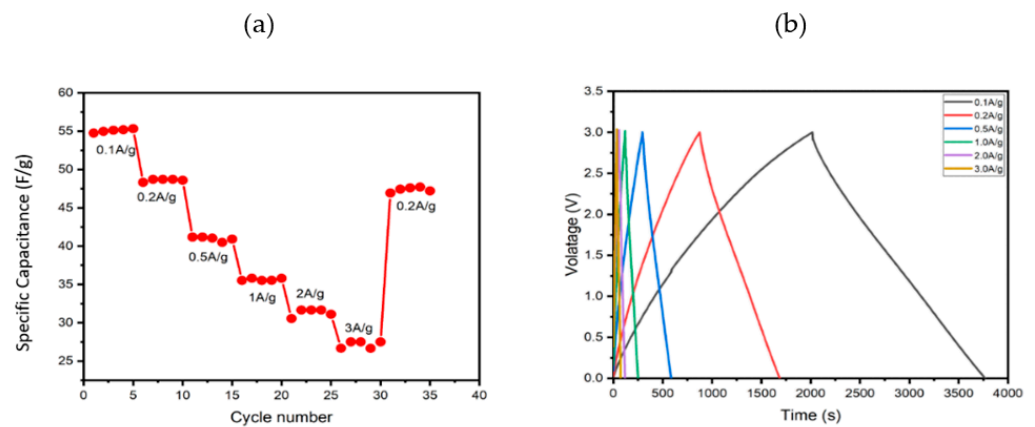 (a)
(b)
Specific Capacitance (F/g)
60
55
50
45
40
35
30
25
0.1A/g
0.2A/g
0.5A/g
1A/g
2A/g
3A/g
0.2A/g
0 5 10 15 20 25 30 35 40
Cycle number
Volatage (V)
3.5
3.0
2.5
2.0
1.5
1.0
0.5
0.0
0.1A/g
0.2A/g
0.5A/g
1.0A/g
2.0A/g
3.0A/g
0 500 1000 1500 2000 2500 3000 3500 4000
Time (s)